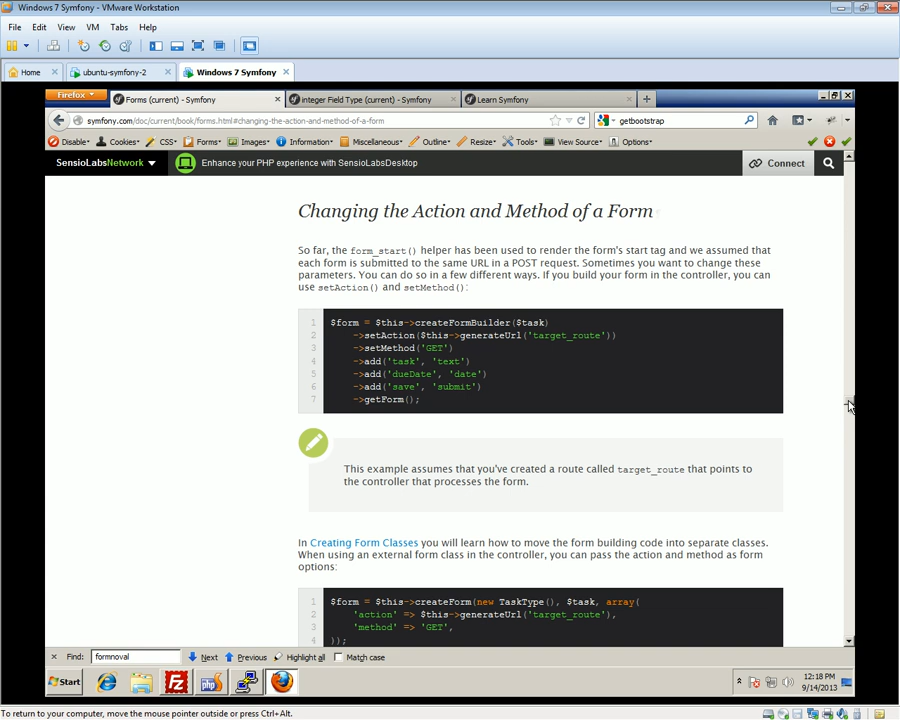 Windows 7 Symfony - VMware Workstation
File Edit View VM Tabs Help
Home ubuntu-symfony-2 Windows 7 Symfony
Firefox Forms (current) - Symfony integer Field Type (current) - Symfony Learn Symfony
symfony.com/doc/current/book/forms.html#changing-the-action-and-method-of-a-form getbootstrap
Disable Cookies CSS Forms Images Information Miscellaneous Outline Resize Tools View Source Options
SensioLabsNetwork Enhance your PHP experience with SensioLabsDesktop Connect
Changing the Action and Method of a Form
So far, the form_start() helper has been used to render the form's start tag and we assumed that
each form is submitted to the same URL in a POST request. Sometimes you want to change these
parameters. You can do so in a few different ways. If you build your form in the controller, you can
use setAction() and setMethod():
1 $form = $this->createFormBuilder($task)
2 ->setAction($this->generateUrl('target_route'))
3 ->setMethod('GET')
4 ->add('task', 'text')
5 ->add('dueDate', 'date')
6 ->add('save', 'submit')
7 ->getForm();
This example assumes that you've created a route called target_route that points to
the controller that processes the form.
In Creating Form Classes you will learn how to move the form building code into separate classes.
When using an external form class in the controller, you can pass the action and method as form
options:
1 $form = $this->createForm(new TaskType(), $task, array(
2 'action' => $this->generateUrl('target_route'),
3 'method' => 'GET',
4 ));
Find: formnoval Next Previous Highlight all Match case
Start 12:18 PM
9/14/2013
To return to your computer, move the mouse pointer outside or press Ctrl+Alt.